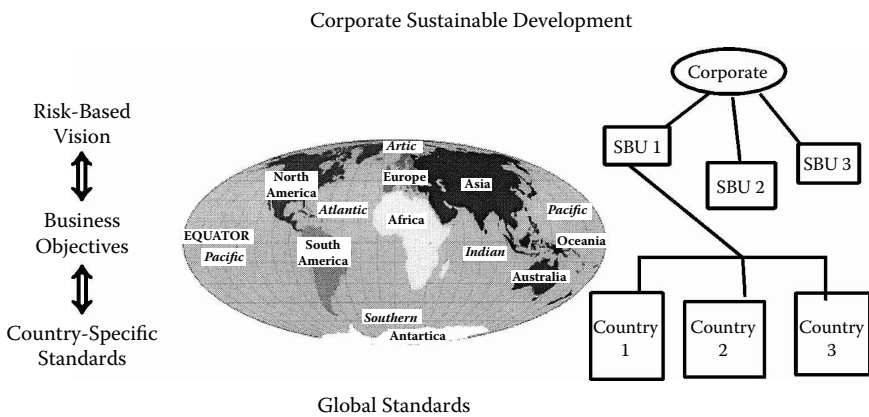 Corporate Sustainable Development
Risk-Based
Vision
Business
Objectives
Country-Specific
Standards
Artic
North
America
Europe
Asia
Atlantic
Africa
Pacific
EQUATOR
Pacific
South
America
Indian
Oceania
Australia
Southern
Antartica
Corporate
SBU 1
SBU 2
SBU 3
Country
1
Country
2
Country
3
Global Standards